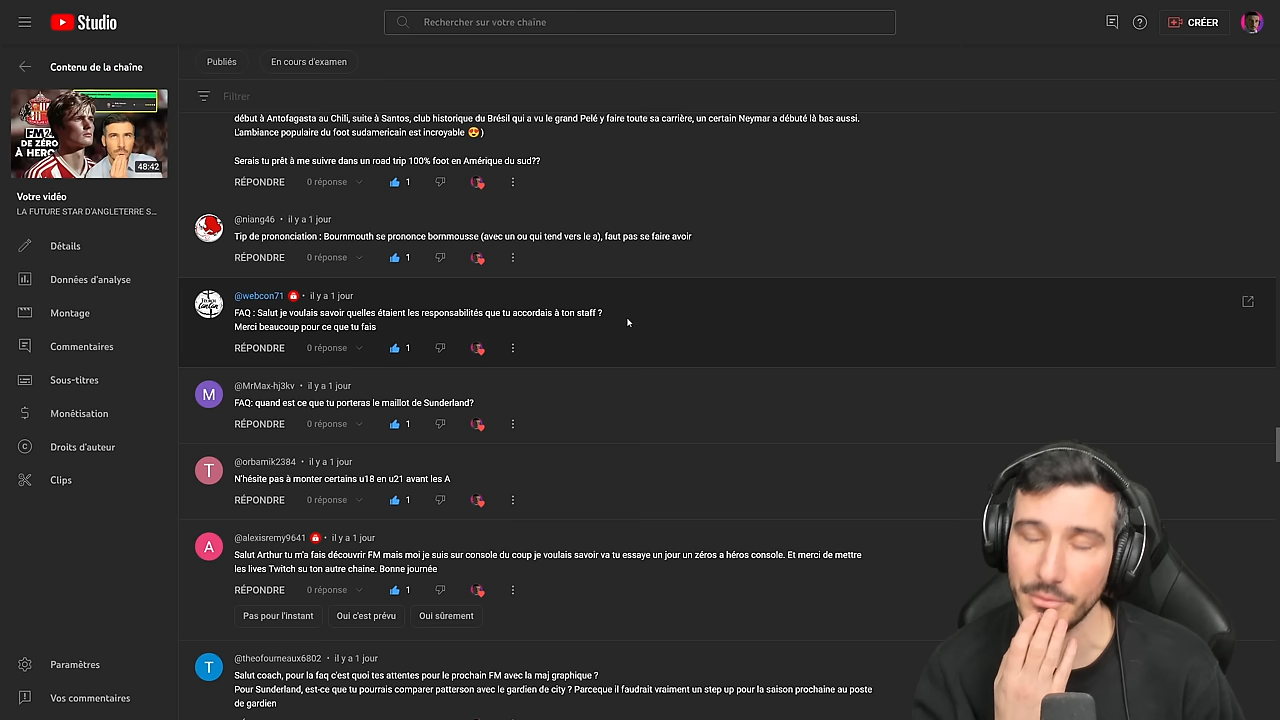 Studio
Rechercher sur votre chaîne
CRÉER
Contenu de la chaîne
FM24
DE ZÉRO
À HERO
48:42
Votre vidéo
LA FUTURE STAR D'ANGLETERRE S...
Détails
Données d'analyse
Montage
Commentaires
Sous-titres
Monétisation
Droits d'auteur
Clips
Paramètres
Vos commentaires
Publiés
En cours d'examen
Filtrer
début à Antofagasta au Chili, suite à Santos, club historique du Brésil qui a vu le grand Pelé y faire toute sa carrière, un certain Neymar a débuté là bas aussi.
L'ambiance populaire du foot sudamericain est incroyable 😍)
Serais tu prêt à me suivre dans un road trip 100% foot en Amérique du sud??
RÉPONDRE 0 réponse 1
@niang46 • il y a 1 jour
Tip de prononciation : Bournmouth se prononce bornmousse (avec un ou qui tend vers le a), faut pas se faire avoir
RÉPONDRE 0 réponse 1
@webcon71 • il y a 1 jour
FAQ : Salut je voulais savoir quelles étaient les responsabilités que tu accordais à ton staff ?
Merci beaucoup pour ce que tu fais
RÉPONDRE 0 réponse 1
M
@MrMax-hj3kv • il y a 1 jour
FAQ: quand est ce que tu porteras le maillot de Sunderland?
RÉPONDRE 0 réponse 1
T
@orbamik2384 • il y a 1 jour
N'hésite pas à monter certains u18 en u21 avant les A
RÉPONDRE 0 réponse 1
A
@alexisremy9641 • il y a 1 jour
Salut Arthur tu m'a fais découvrir FM mais moi je suis sur console du coup je voulais savoir va tu essaye un jour un zéros a héros console. Et merci de mettre
les lives Twitch su ton autre chaine. Bonne journée
RÉPONDRE 0 réponse 1
Pas pour l'instant
Oui c'est prévu
Oui sûrement
T
@theofourneaux6802 • il y a 1 jour
Salut coach, pour la faq c'est quoi tes attentes pour le prochain FM avec la maj graphique ?
Pour Sunderland, est-ce que tu pourrais comparer patterson avec le gardien de city ? Parceque il faudrait vraiment un step up pour la saison prochaine au poste
de gardien